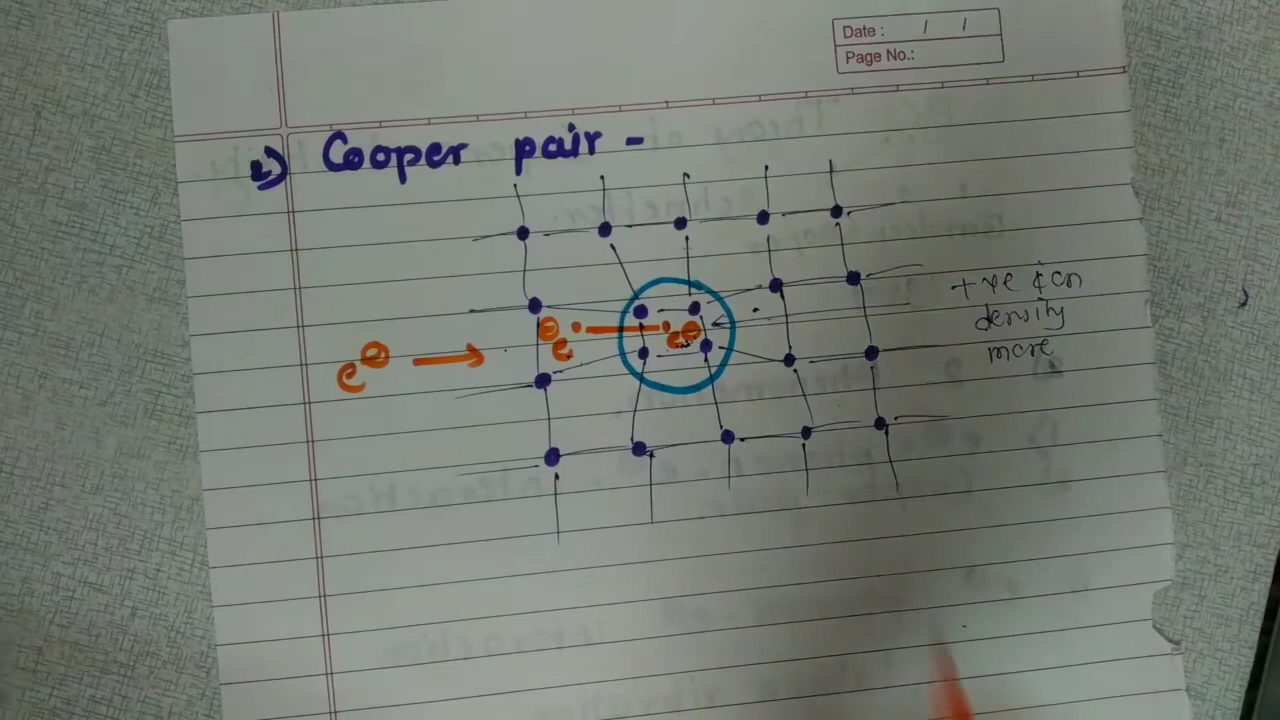 Date : / /
Page No.:
2) Cooper pair -
+ve ion
density
more
e⊖ → ⊖e e⊖